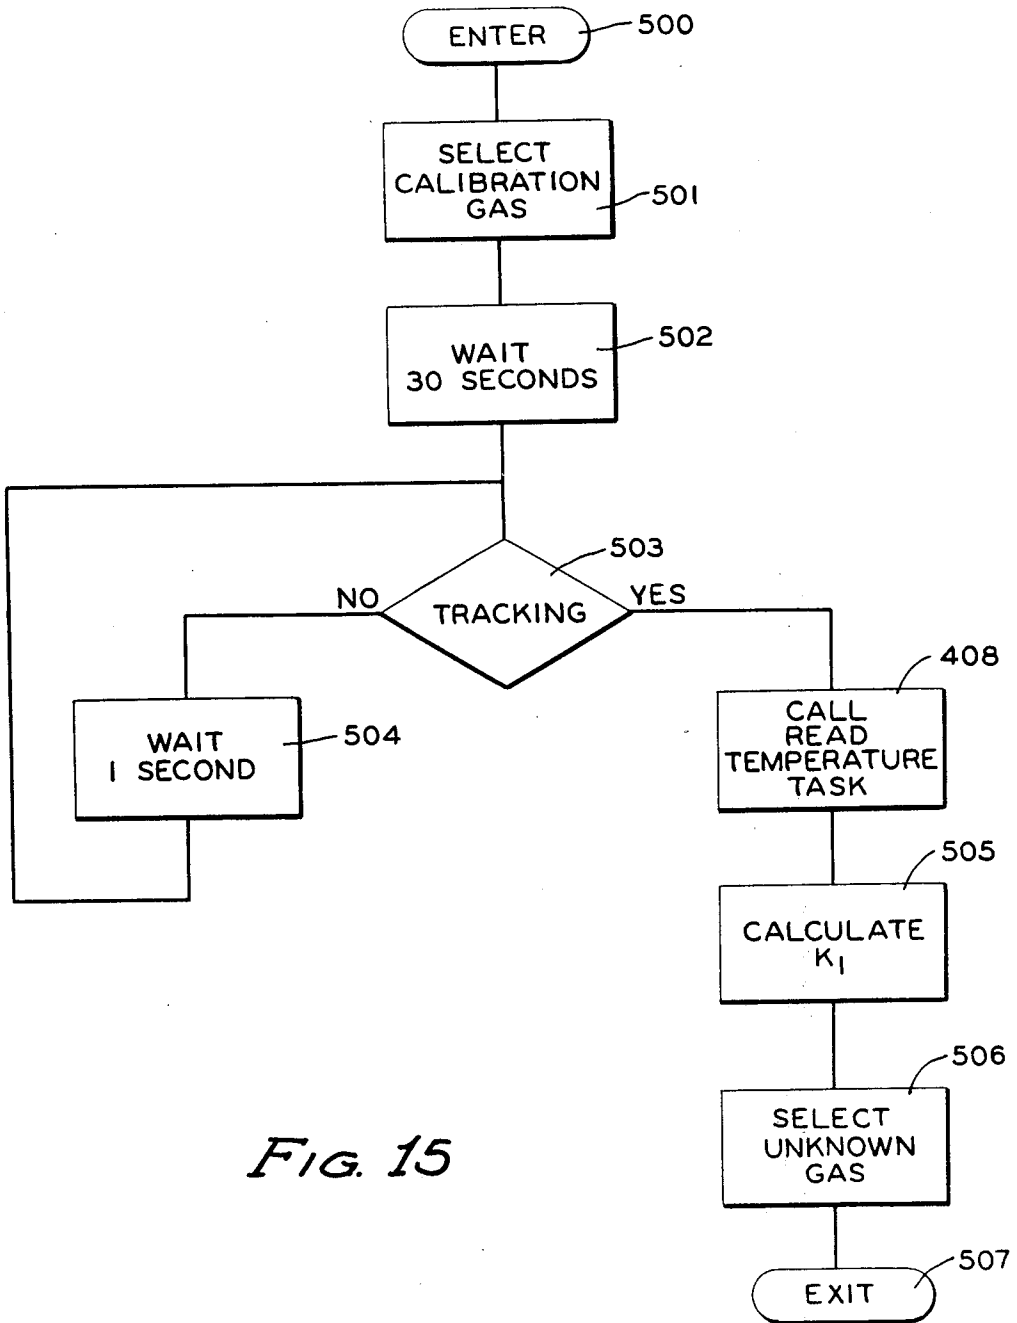 ENTER
500
SELECT
CALIBRATION
GAS
501
WAIT
30 SECONDS
502
503
NO
TRACKING
YES
408
CALL
READ
TEMPERATURE
TASK
WAIT
1 SECOND
504
505
CALCULATE
K1
506
SELECT
UNKNOWN
GAS
FIG. 15
507
EXIT